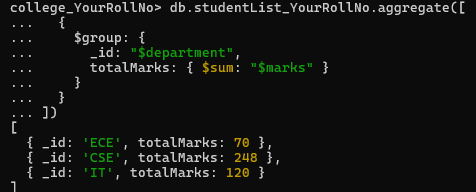 college_YourRollNo> db.studentList_YourRollNo.aggregate([
...   {
...     $group: {
...       _id: "$department",
...       totalMarks: { $sum: "$marks" }
...     }
...   }
... ])
[
  { _id: 'ECE', totalMarks: 70 },
  { _id: 'CSE', totalMarks: 248 },
  { _id: 'IT', totalMarks: 120 }
]